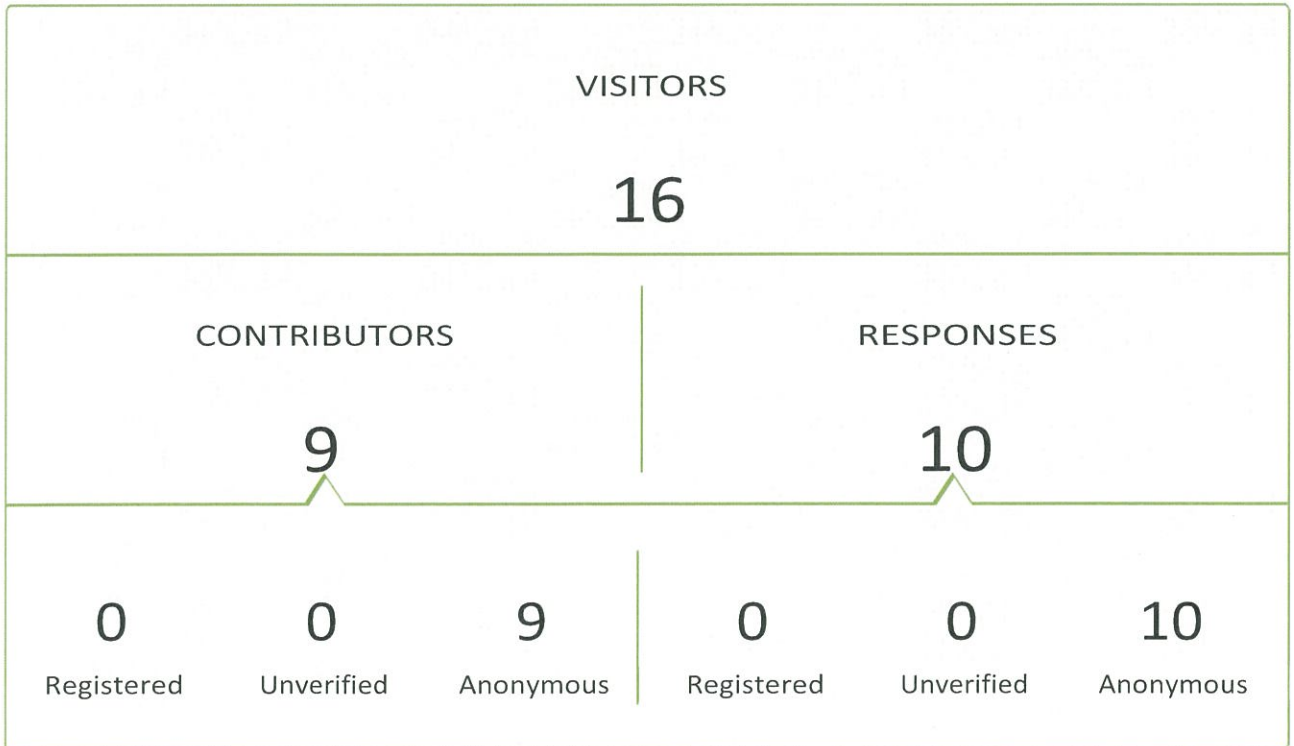 VISITORS
16
CONTRIBUTORS
RESPONSES
9
10
0 0 9 0 0 10
Registered Unverified Anonymous Registered Unverified Anonymous